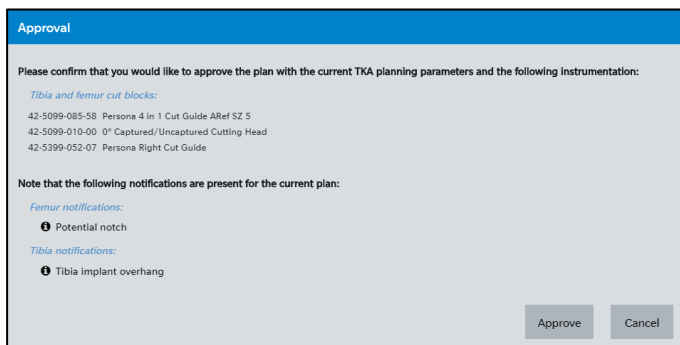 Approval
Please confirm that you would like to approve the plan with the current TKA planning parameters and the following instrumentation:
Tibia and femur cut blocks:
42-5099-085-58 Persona 4 in 1 Cut Guide ARef SZ 5
42-5099-010-00 0° Captured/Uncaptured Cutting Head
42-5399-052-07 Persona Right Cut Guide
Note that the following notifications are present for the current plan:
Femur notifications:
Potential notch
Tibia notifications:
Tibia implant overhang
Approve Cancel